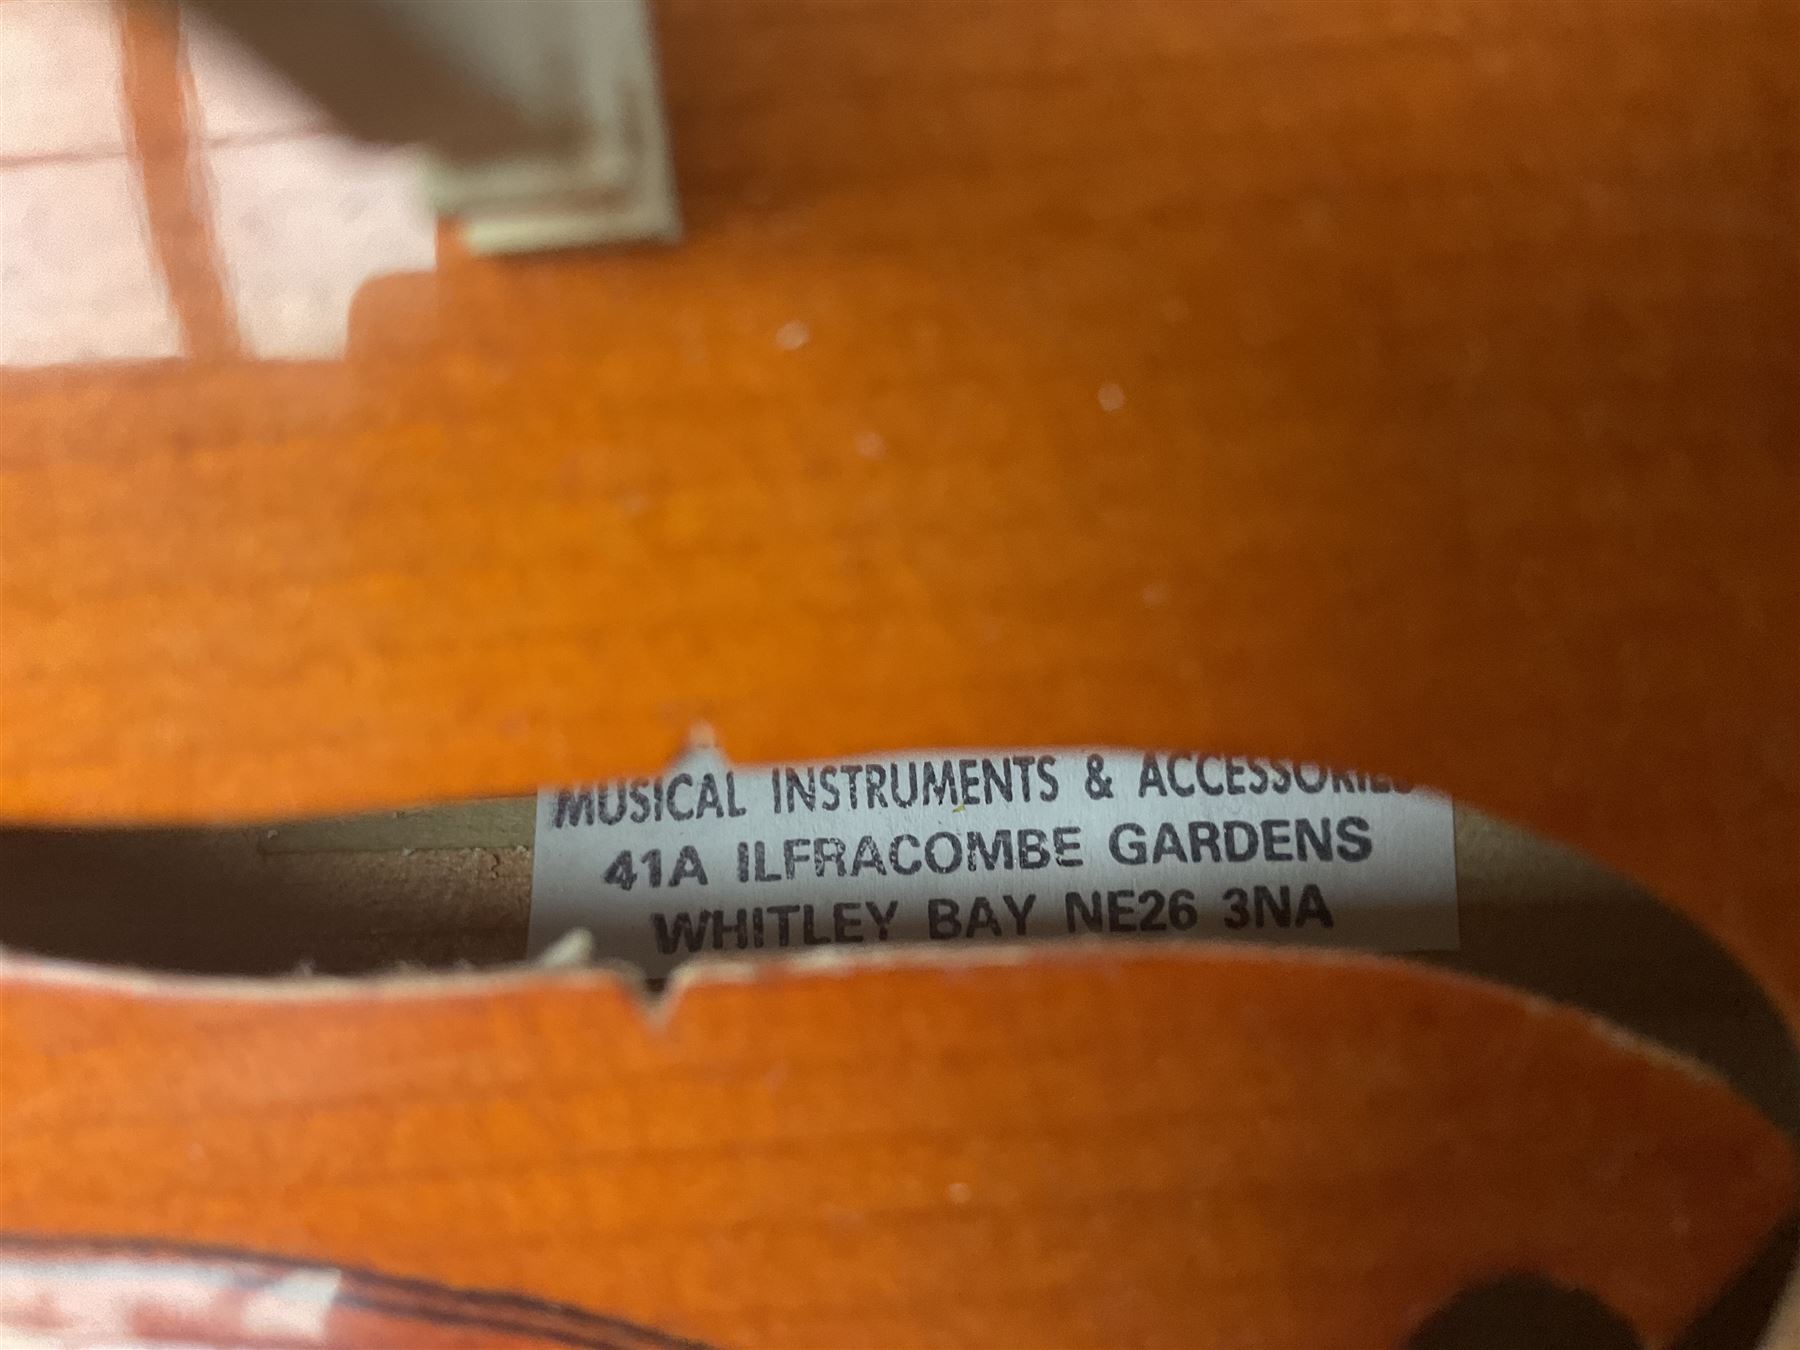 MUSICAL INSTRUMENTS & ACCESSORIES
41A ILFRACOMBE GARDENS
WHITLEY BAY NE26 3NA